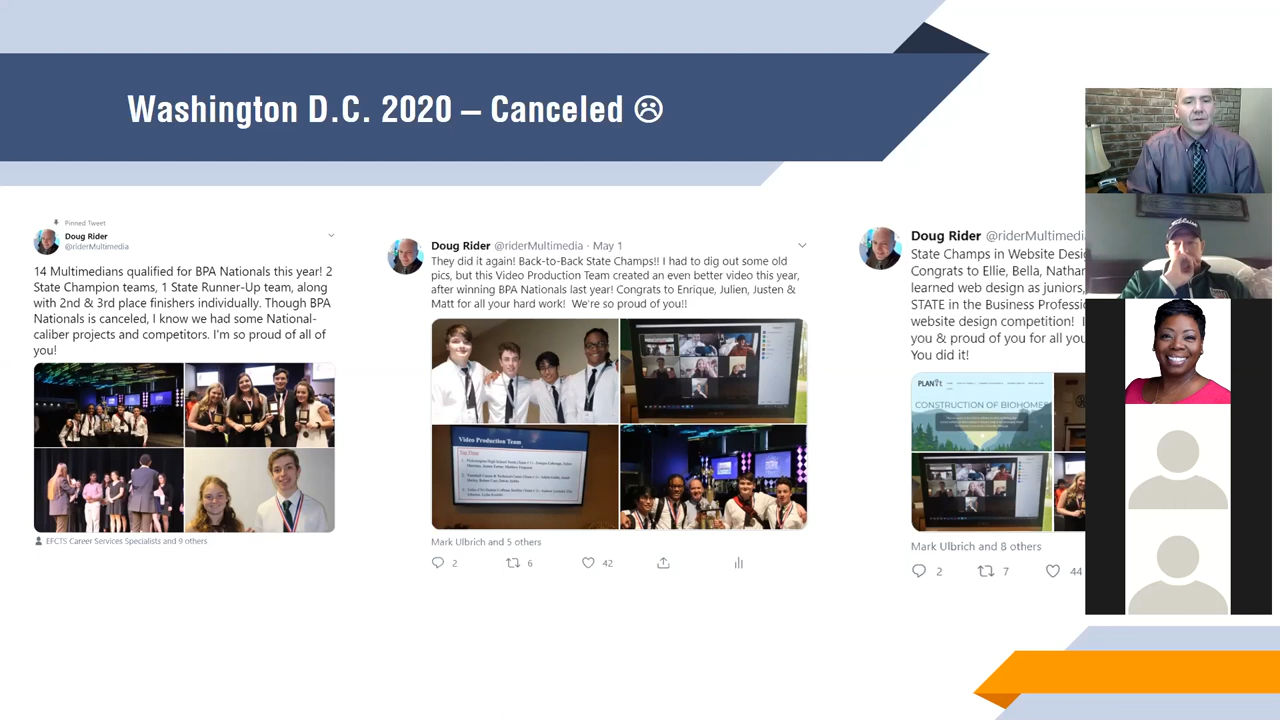 Washington D.C. 2020 – Canceled ☹
Pinned Tweet
Doug Rider
@riderMultimedia
14 Multimedians qualified for BPA Nationals this year! 2
State Champion teams, 1 State Runner-Up team, along
with 2nd & 3rd place finishers individually. Though BPA
Nationals is canceled, I know we had some National-
caliber projects and competitors. I'm so proud of all of
you!
EFCTS Career Services Specialists and 9 others
Doug Rider @riderMultimedia · May 1
They did it again! Back-to-Back State Champs!! I had to dig out some old
pics, but this Video Production Team created an even better video this year,
after winning BPA Nationals last year! Congrats to Enrique, Julien, Justen &
Matt for all your hard work! We're so proud of you!!
Video Production Team
Mark Ulbrich and 5 others
2 6 42
Doug Rider @riderMultimedi
State Champs in Website Des
Congrats to Ellie, Bella, Nathan
learned web design as juniors,
STATE in the Business Professi
website design competition! I
you & proud of you for all you
You did it!
PLANIT
CONSTRUCTION OF BIOHOMES
Mark Ulbrich and 8 others
2 7 44